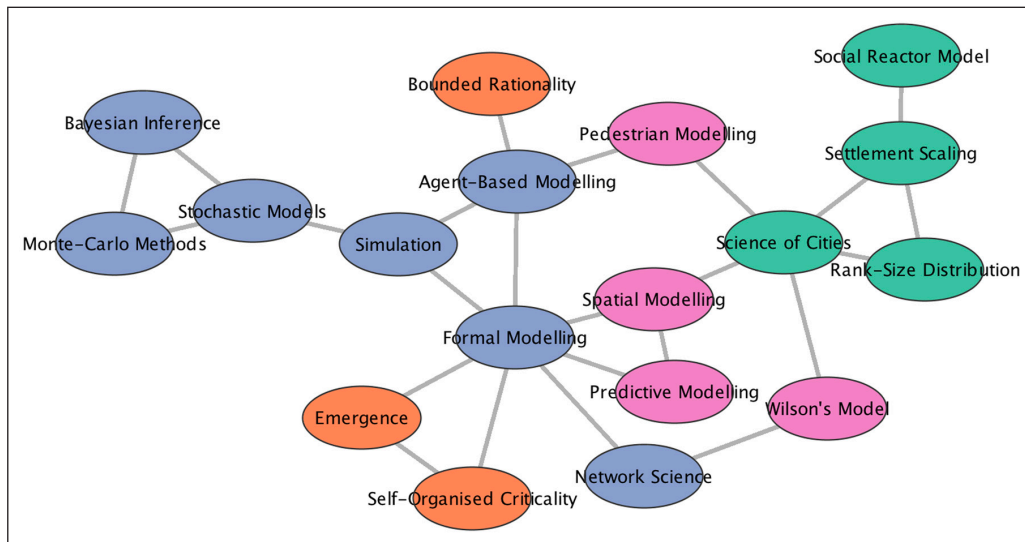 Social Reactor Model
Bounded Rationality
Bayesian Inference
Pedestrian Modelling
Settlement Scaling
Agent-Based Modelling
Stochastic Models
Monte-Carlo Methods
Simulation
Science of Cities
Rank-Size Distribution
Spatial Modelling
Formal Modelling
Predictive Modelling
Wilson's Model
Emergence
Network Science
Self-Organised Criticality